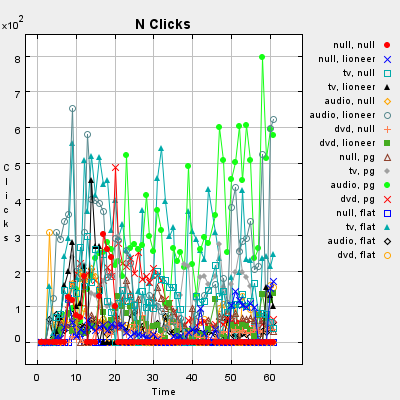 N Clicks
×10²
8
7
6
5
4
3
2
1
0
Clicks
0
10
20
30
40
50
60
Time
null, null
null, lioneer
tv, null
tv, lioneer
audio, null
audio, lioneer
dvd, null
dvd, lioneer
null, pg
tv, pg
audio, pg
dvd, pg
null, flat
tv, flat
audio, flat
dvd, flat